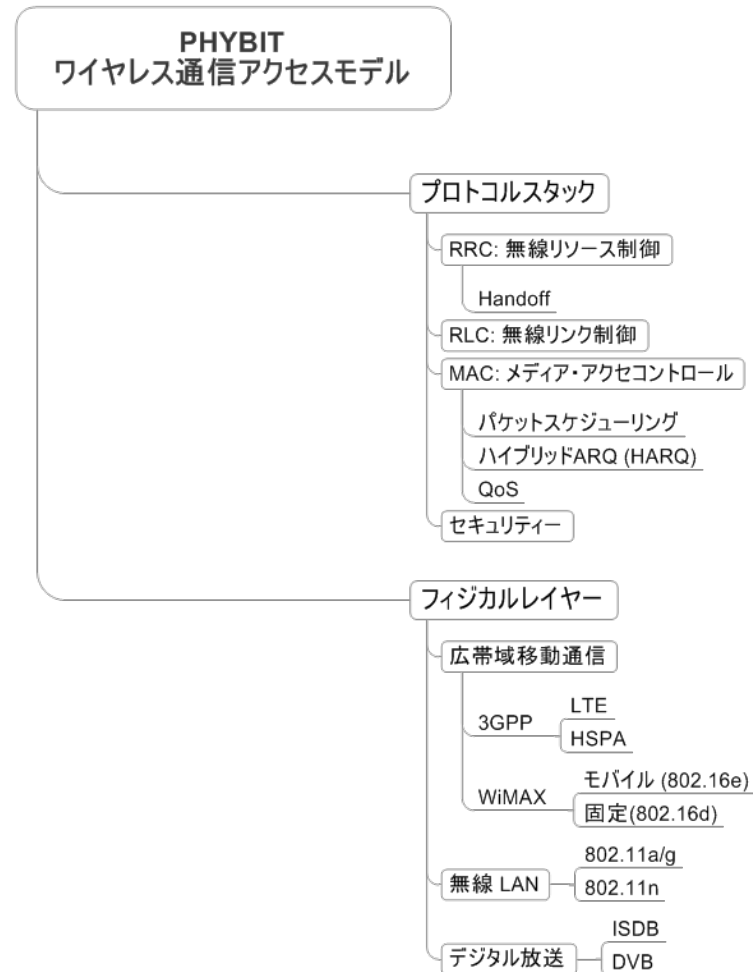 PHYBIT
ワイヤレス通信アクセスモデル
プロトコルスタック
RRC: 無線リソース制御
Handoff
RLC: 無線リンク制御
MAC: メディア・アクセコントロール
パケットスケジューリング
ハイブリッドARQ (HARQ)
QoS
セキュリティー
フィジカルレイヤー
広帯域移動通信
3GPP
LTE
HSPA
WiMAX
モバイル (802.16e)
固定(802.16d)
無線 LAN
802.11a/g
802.11n
デジタル放送
ISDB
DVB